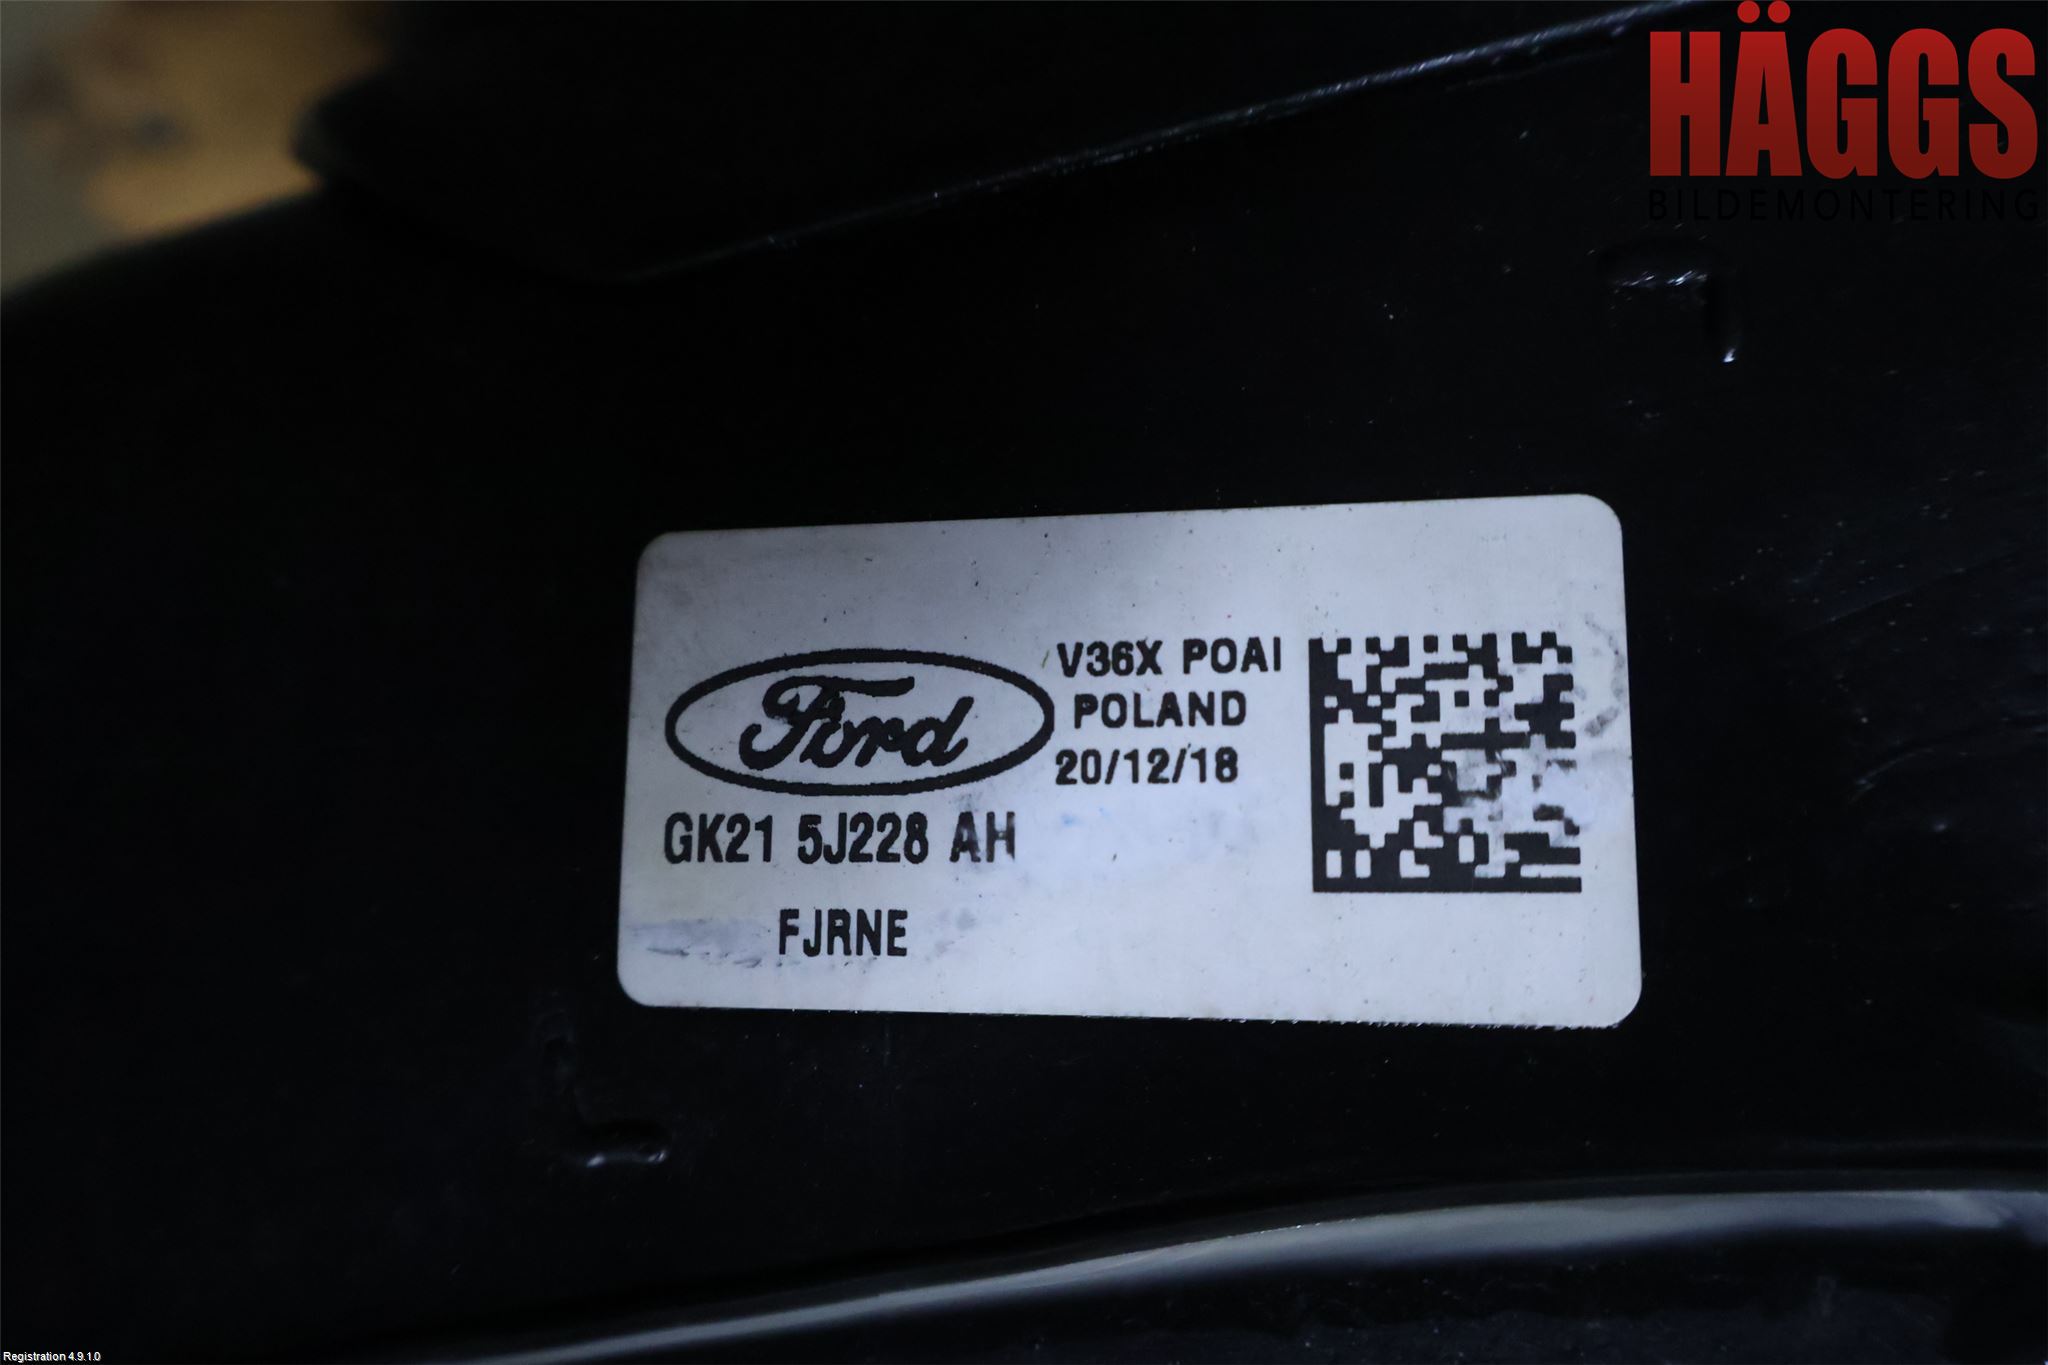 HÄGGS
BILDEMONTERING
Ford
V36X POAI
POLAND
20/12/18
GK21 5J228 AH
FJRNE
Registration 4.9.1.0